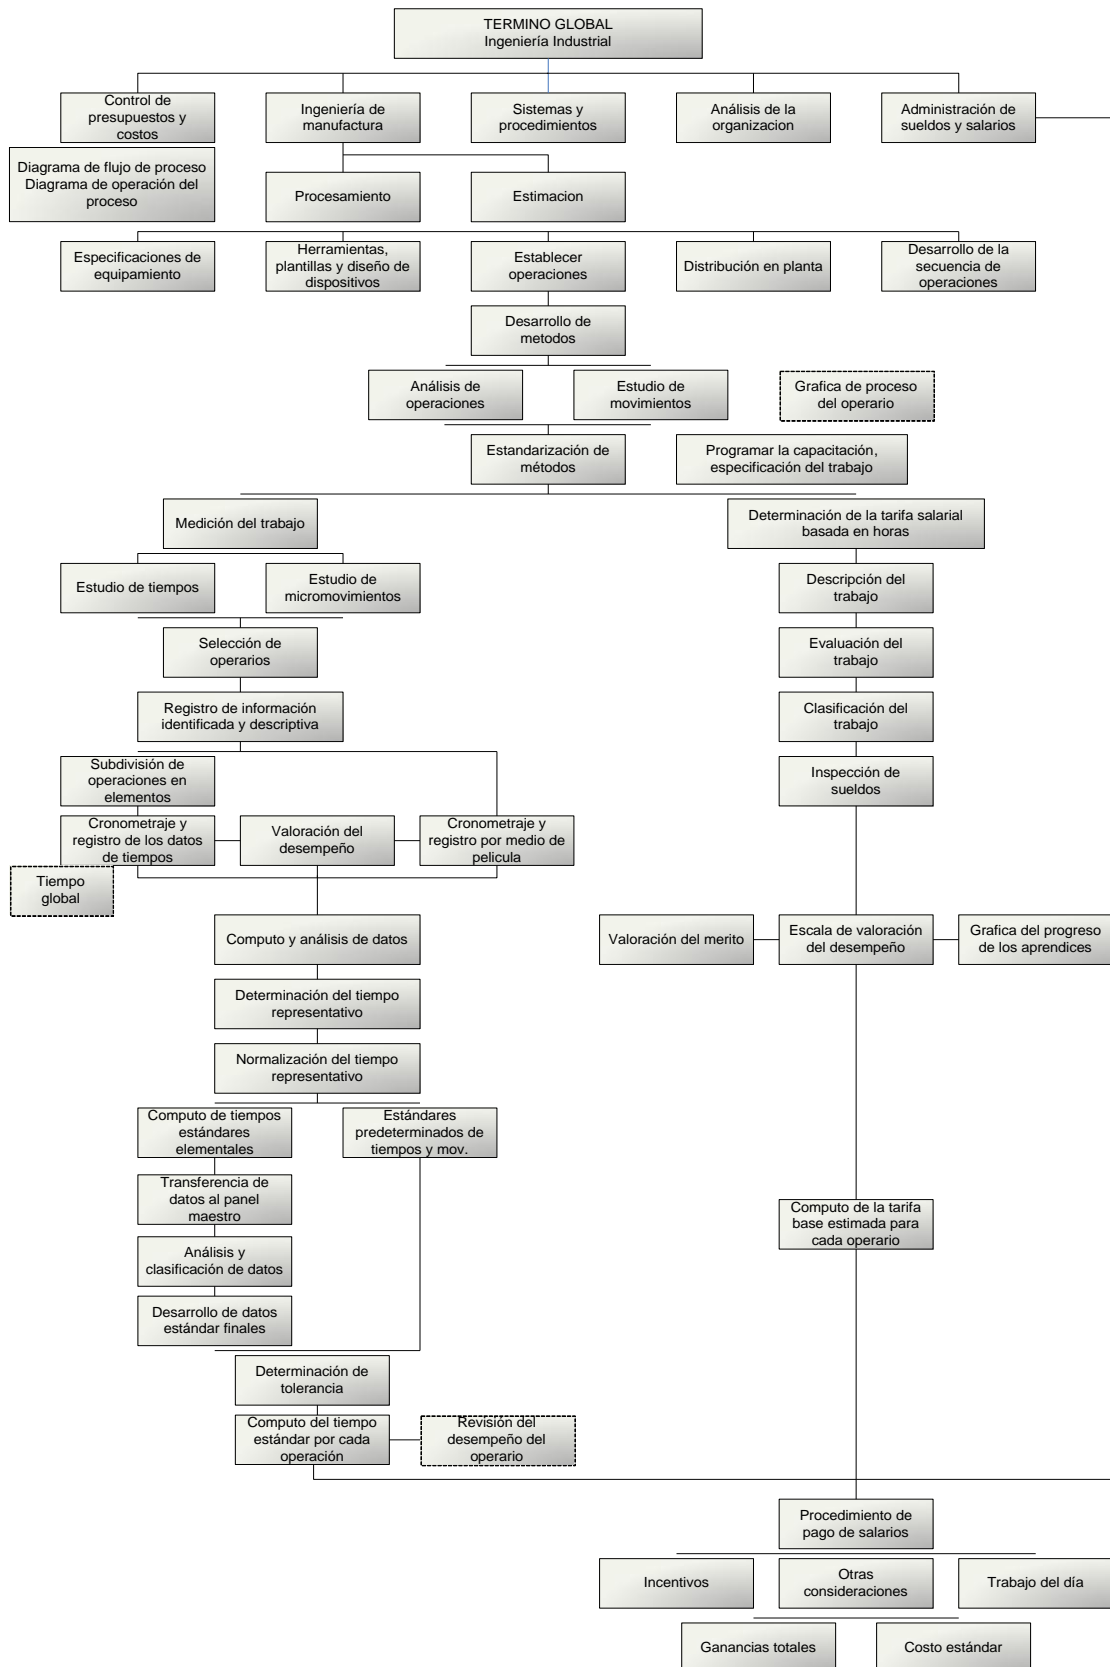 TERMINO GLOBAL
Ingeniería Industrial
Control de
presupuestos y
costos
Ingeniería de
manufactura
Sistemas y
procedimientos
Análisis de la
organizacion
Administración de
sueldos y salarios
Diagrama de flujo de proceso
Diagrama de operación del
proceso
Procesamiento
Estimacion
Especificaciones de
equipamiento
Herramientas,
plantillas y diseño de
dispositivos
Establecer
operaciones
Distribución en planta
Desarrollo de la
secuencia de
operaciones
Desarrollo de
metodos
Análisis de
operaciones
Estudio de
movimientos
Grafica de proceso
del operario
Estandarización de
métodos
Programar la capacitación,
especificación del trabajo
Medición del trabajo
Determinación de la tarifa salarial
basada en horas
Estudio de tiempos
Estudio de
micromovimientos
Descripción del
trabajo
Selección de
operarios
Evaluación del
trabajo
Registro de información
identificada y descriptiva
Clasificación del
trabajo
Subdivisión de
operaciones en
elementos
Inspección de
sueldos
Cronometraje y
registro de los datos
de tiempos
Valoración del
desempeño
Cronometraje y
registro por medio de
pelicula
Tiempo
global
Computo y análisis de datos
Valoración del merito
Escala de valoración
del desempeño
Grafica del progreso
de los aprendices
Determinación del tiempo
representativo
Normalización del tiempo
representativo
Computo de tiempos
estándares
elementales
Estándares
predeterminados de
tiempos y mov.
Transferencia de
datos al panel
maestro
Computo de la tarifa
base estimada para
cada operario
Análisis y
clasificación de datos
Desarrollo de datos
estándar finales
Determinación de
tolerancia
Computo del tiempo
estándar por cada
operación
Revisión del
desempeño del
operario
Procedimiento de
pago de salarios
Incentivos
Otras
consideraciones
Trabajo del día
Ganancias totales
Costo estándar